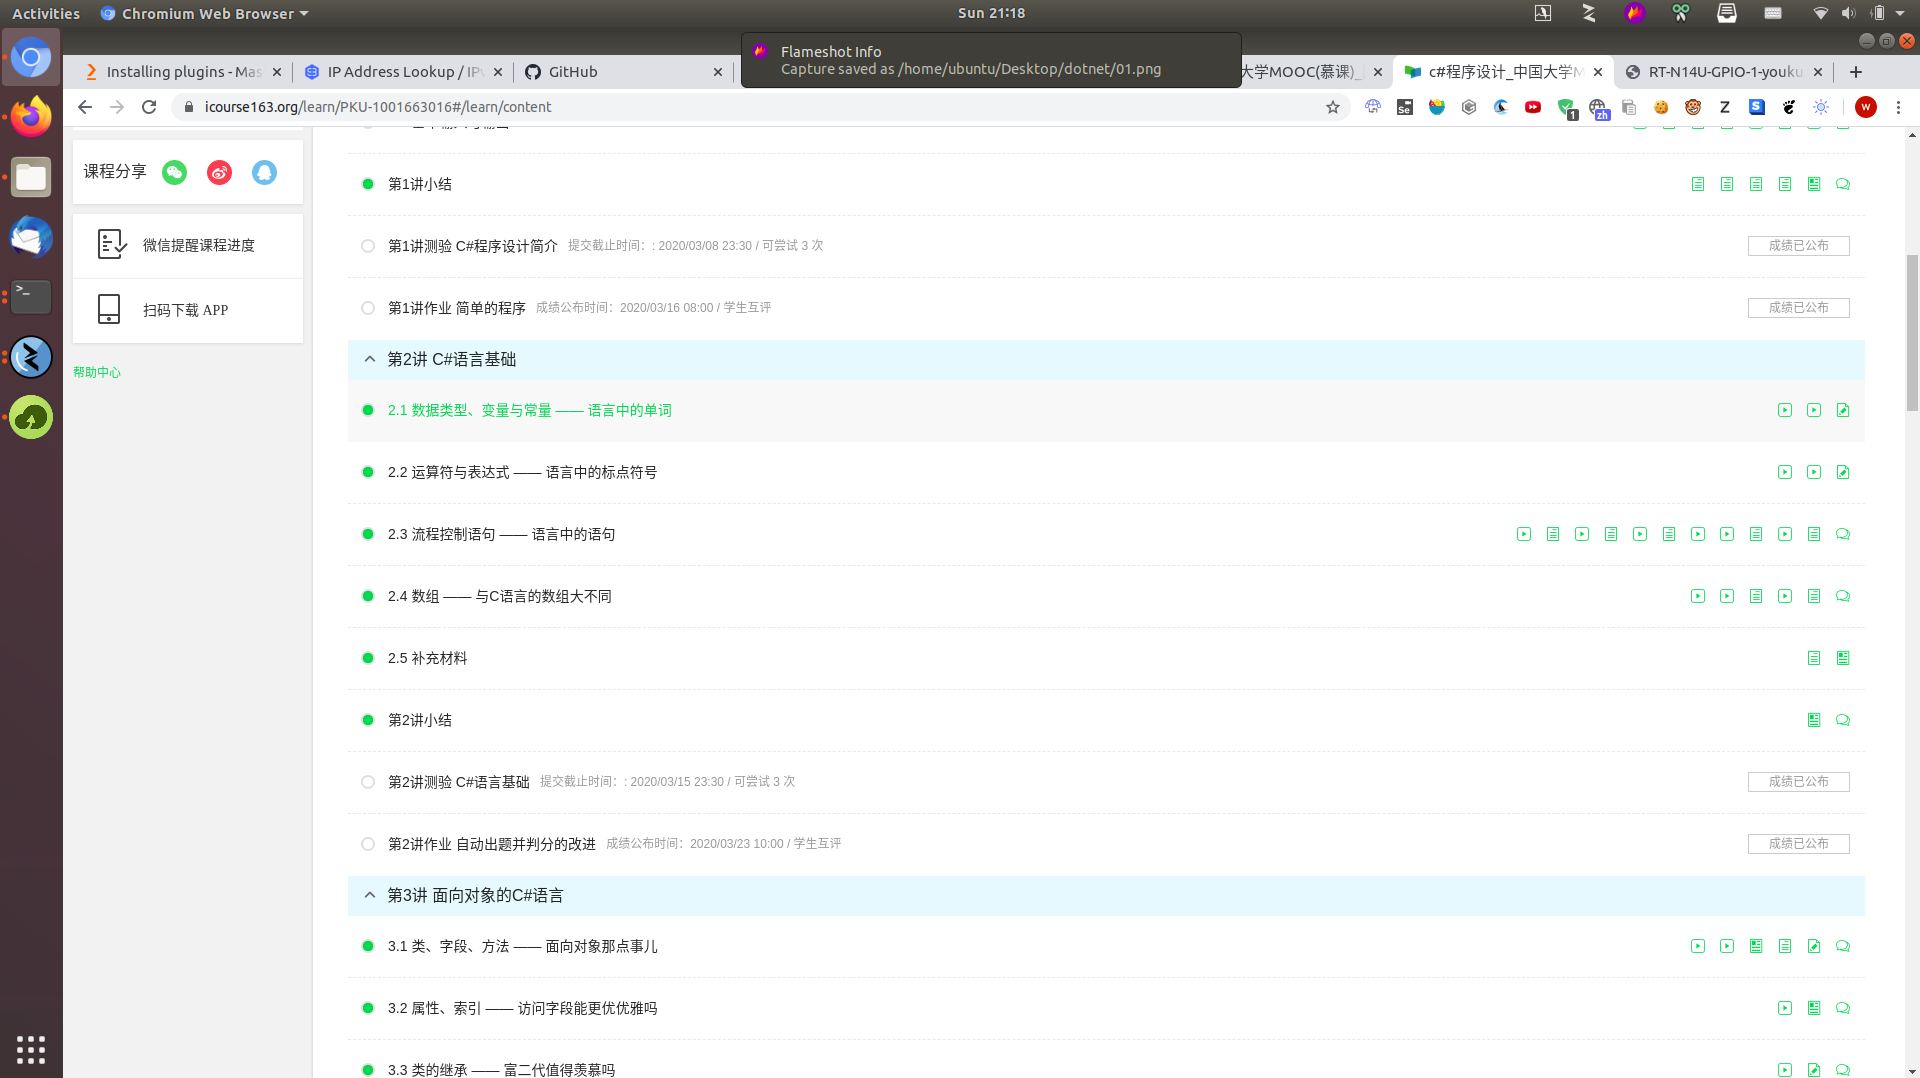 Activities
Chromium Web Browser
Sun 21:18
Flameshot Info
Capture saved as /home/ubuntu/Desktop/dotnet/01.png
Installing plugins - Mas
IP Address Lookup / IPv
GitHub
大学MOOC(慕课)_
c#程序设计_中国大学M
RT-N14U-GPIO-1-youku
icourse163.org/learn/PKU-1001663016#/learn/content
Se
1
zh
Z
S
W
课程分享
微信提醒课程进度
扫码下载 APP
帮助中心
第1讲小结
第1讲测验 C#程序设计简介 提交截止时间：: 2020/03/08 23:30 / 可尝试 3 次 成绩已公布
第1讲作业 简单的程序 成绩公布时间：2020/03/16 08:00 / 学生互评 成绩已公布
第2讲 C#语言基础
2.1 数据类型、变量与常量 —— 语言中的单词
2.2 运算符与表达式 —— 语言中的标点符号
2.3 流程控制语句 —— 语言中的语句
2.4 数组 —— 与C语言的数组大不同
2.5 补充材料
第2讲小结
第2讲测验 C#语言基础 提交截止时间：: 2020/03/15 23:30 / 可尝试 3 次 成绩已公布
第2讲作业 自动出题并判分的改进 成绩公布时间：2020/03/23 10:00 / 学生互评 成绩已公布
第3讲 面向对象的C#语言
3.1 类、字段、方法 —— 面向对象那点事儿
3.2 属性、索引 —— 访问字段能更优优雅吗
3.3 类的继承 —— 富二代值得羡慕吗